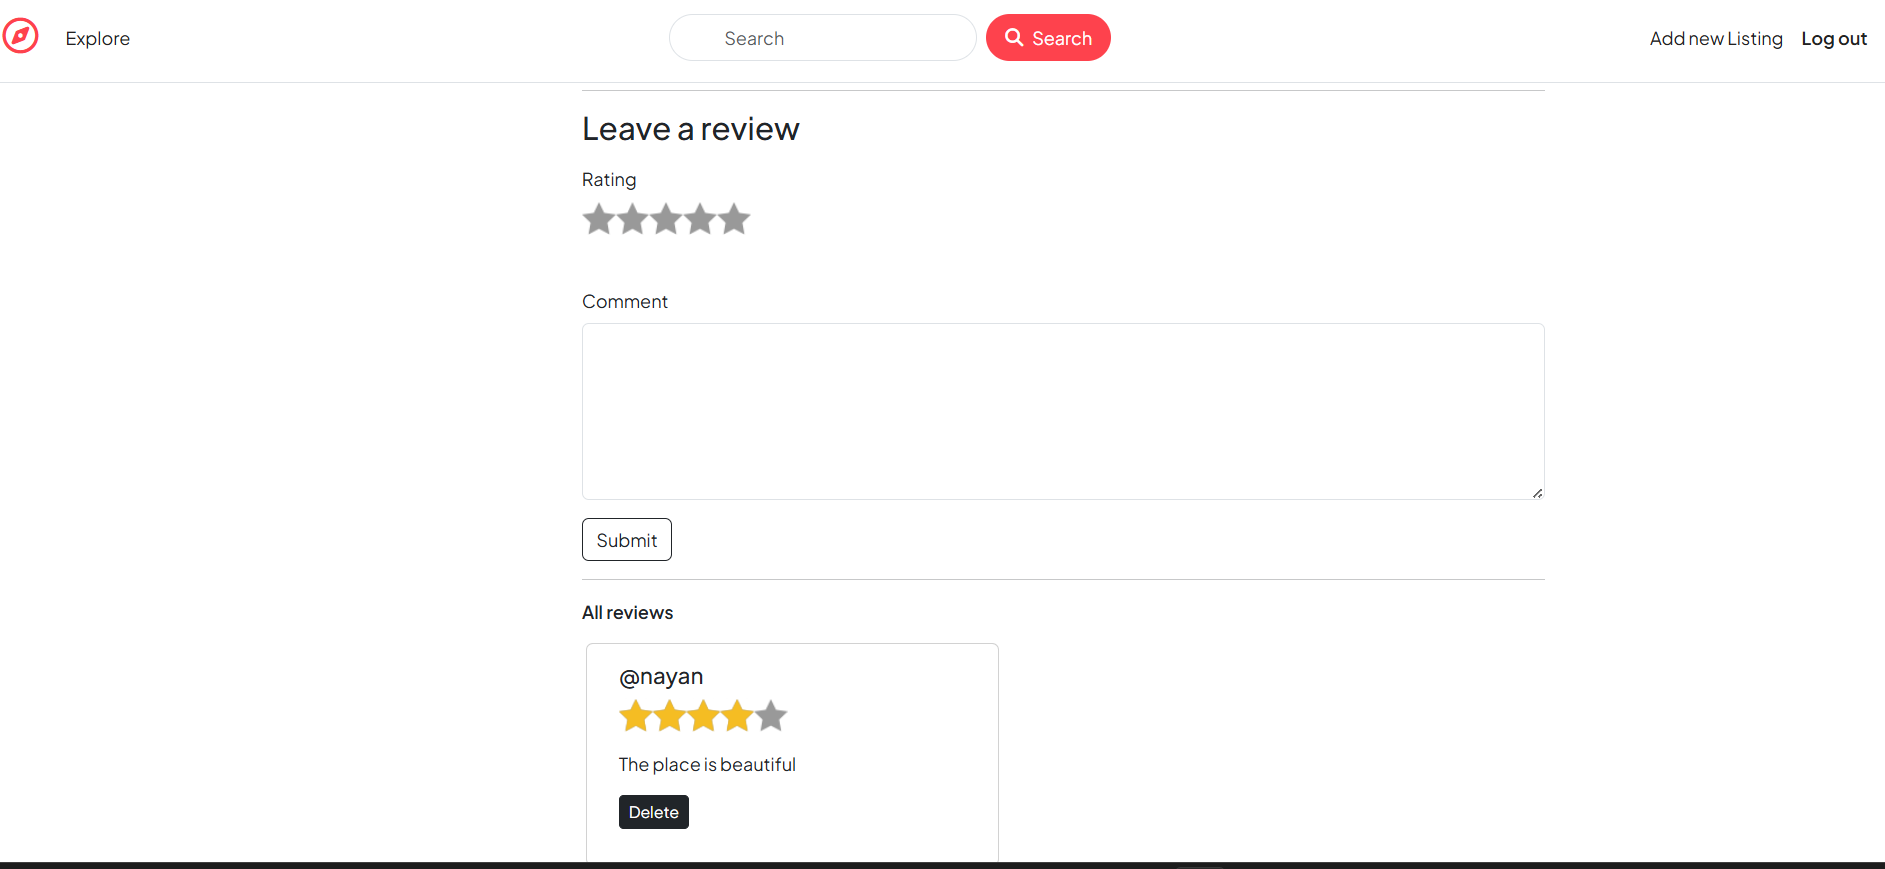 Explore
Search
Search
Add new Listing
Log out
Leave a review
Rating
Comment
Submit
All reviews
@nayan
The place is beautiful
Delete